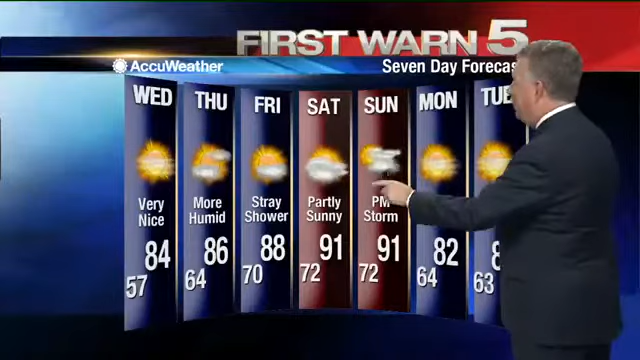 FIRST WARN 5
AccuWeather
Seven Day Forecas
WED THU FRI SAT SUN MON TUE
Very Nice
More Humid
Stray Shower
Partly Sunny
PM Storm
84 86 88 91 91 82 8
57 64 70 72 72 64 63